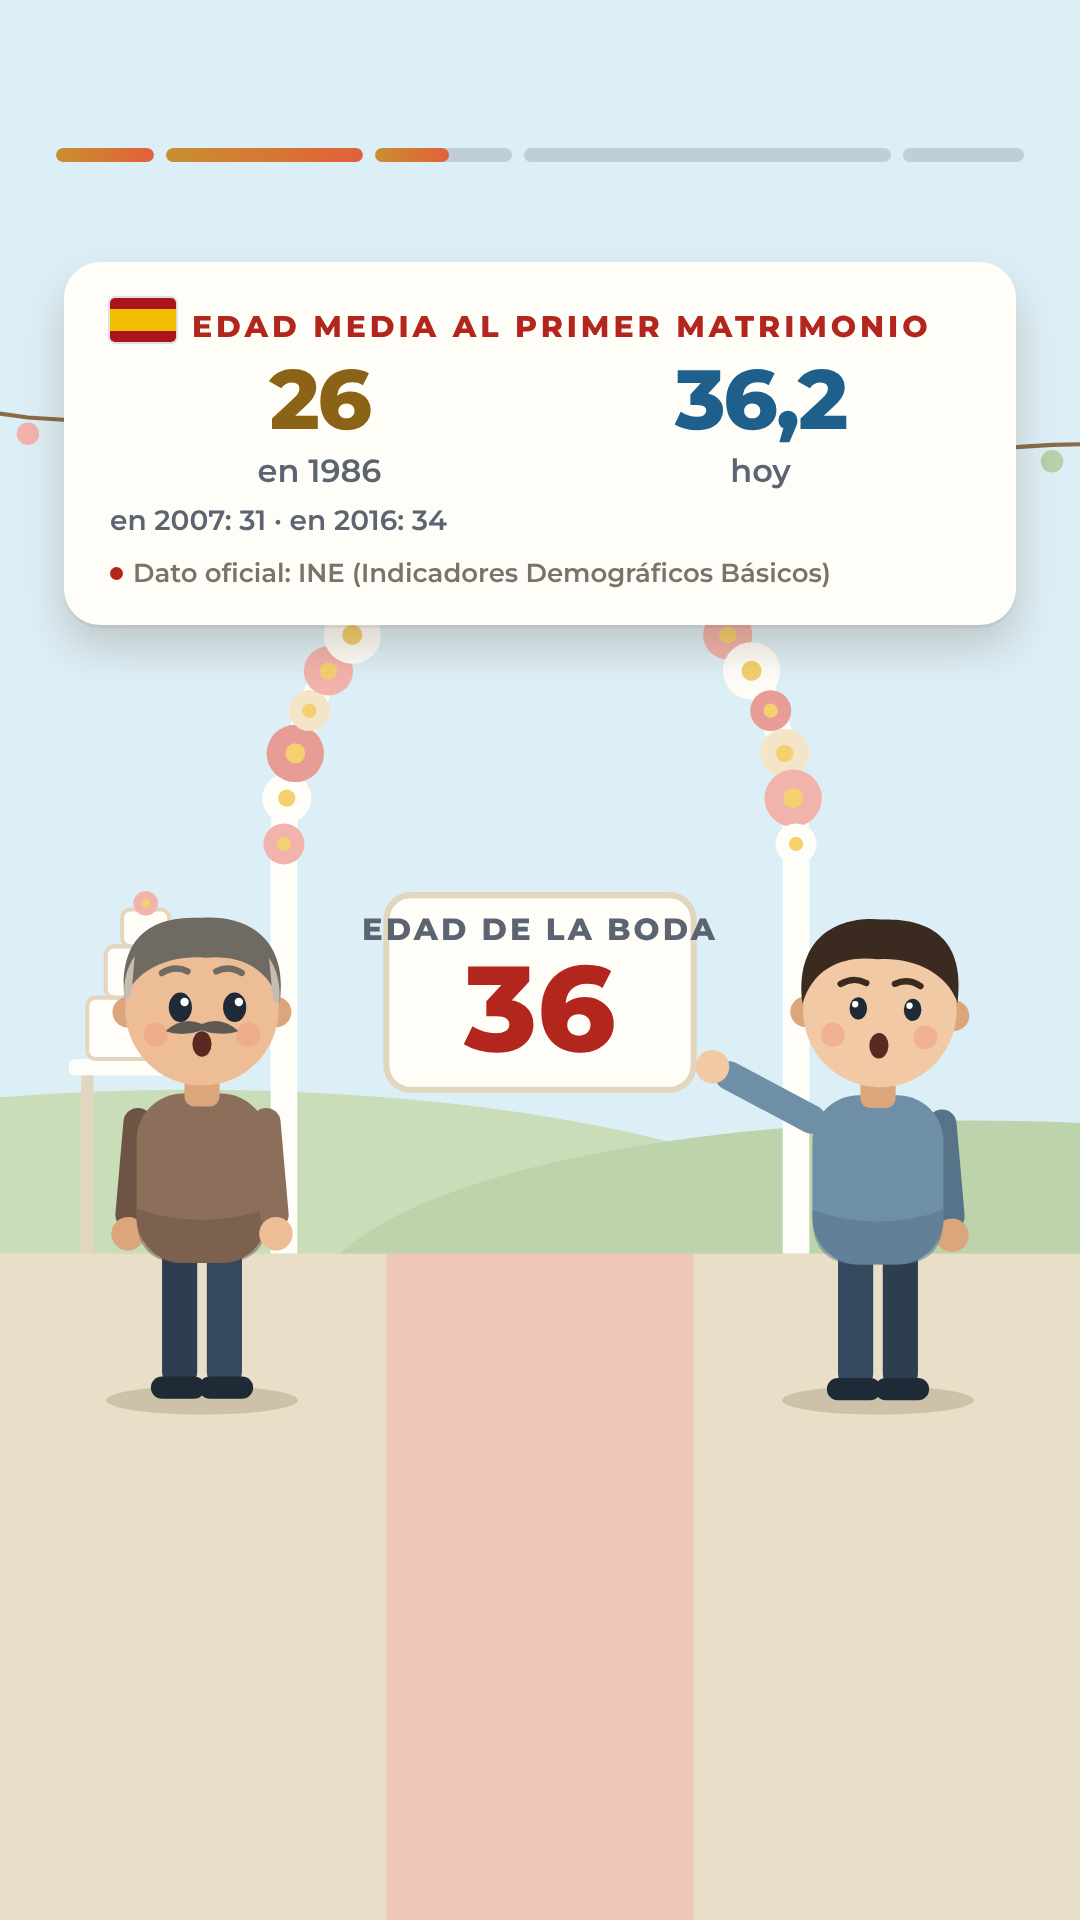 EDAD MEDIA AL PRIMER MATRIMONIO
26
36,2
en 1986
hoy
en 2007: 31 · en 2016: 34
Dato oficial: INE (Indicadores Demográficos Básicos)
EDAD DE LA BODA
36